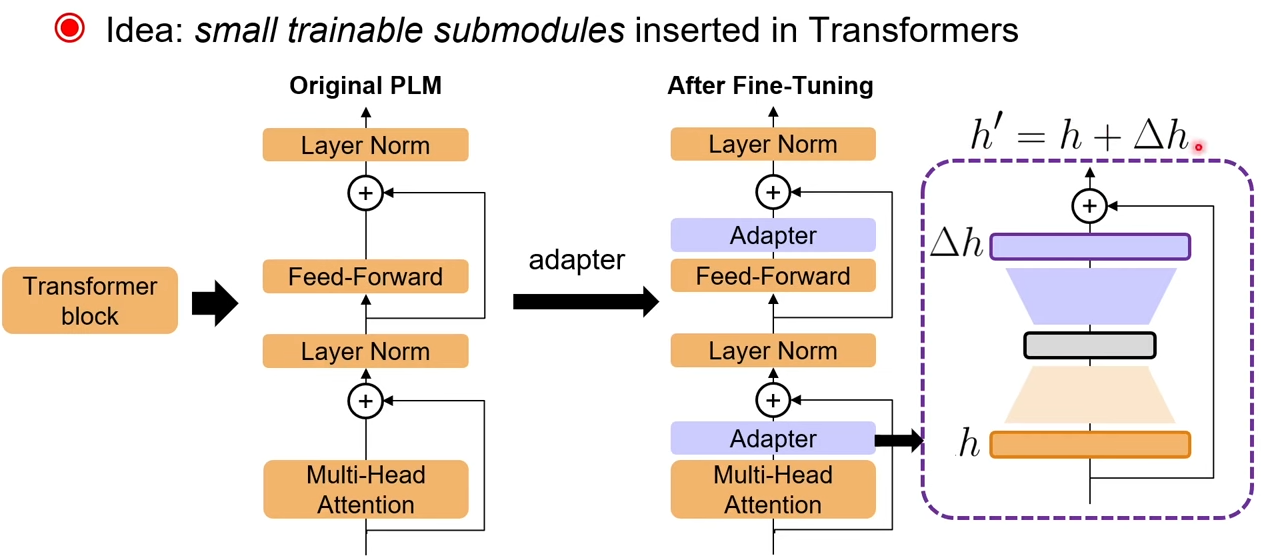 Idea: small trainable submodules inserted in Transformers
Original PLM
After Fine-Tuning
Layer Norm
Layer Norm
h′ = h + Δh
+
+
+
Adapter
Δh
Transformer
block
Feed-Forward
adapter
Feed-Forward
Layer Norm
Layer Norm
+
+
Adapter
h
Multi-Head
Attention
Multi-Head
Attention